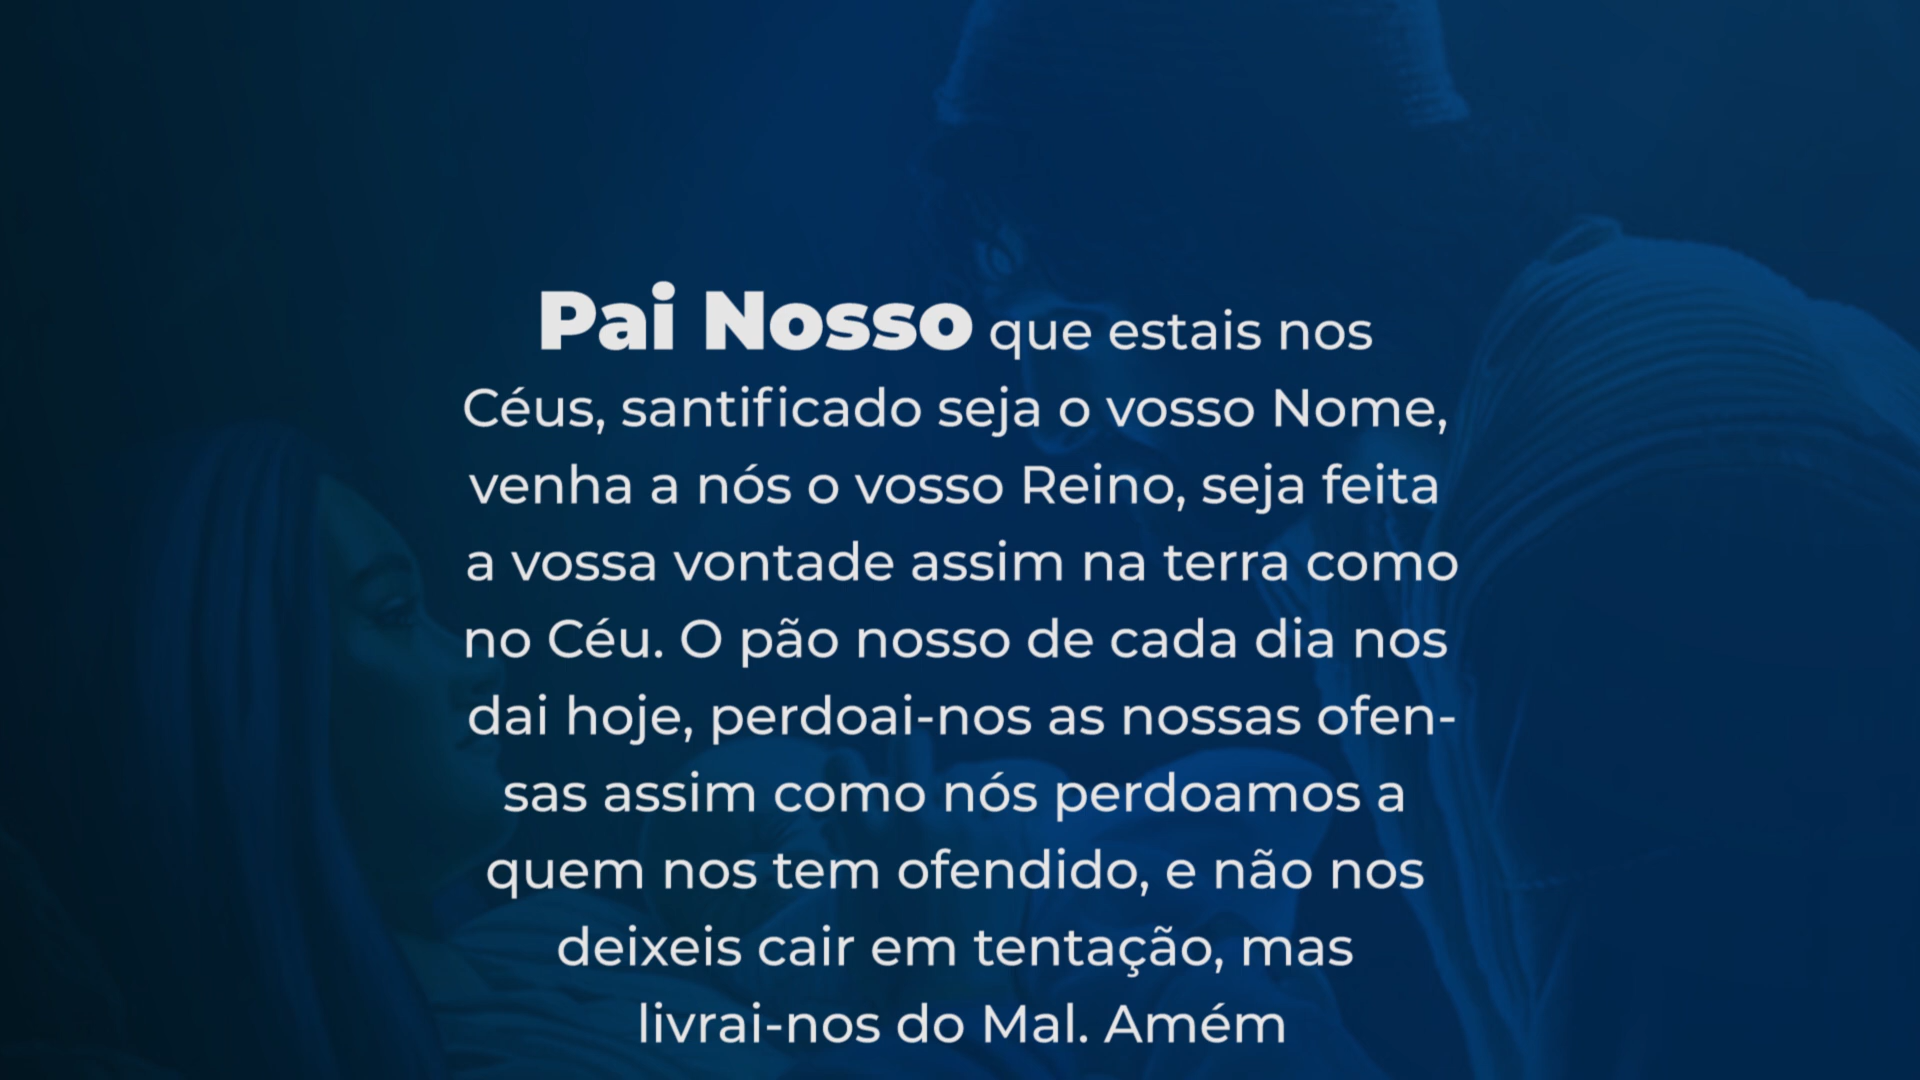 Pai Nosso que estais nos
Céus, santificado seja o vosso Nome,
venha a nós o vosso Reino, seja feita
a vossa vontade assim na terra como
no Céu. O pão nosso de cada dia nos
dai hoje, perdoai-nos as nossas ofen-
sas assim como nós perdoamos a
quem nos tem ofendido, e não nos
deixeis cair em tentação, mas
livrai-nos do Mal. Amém